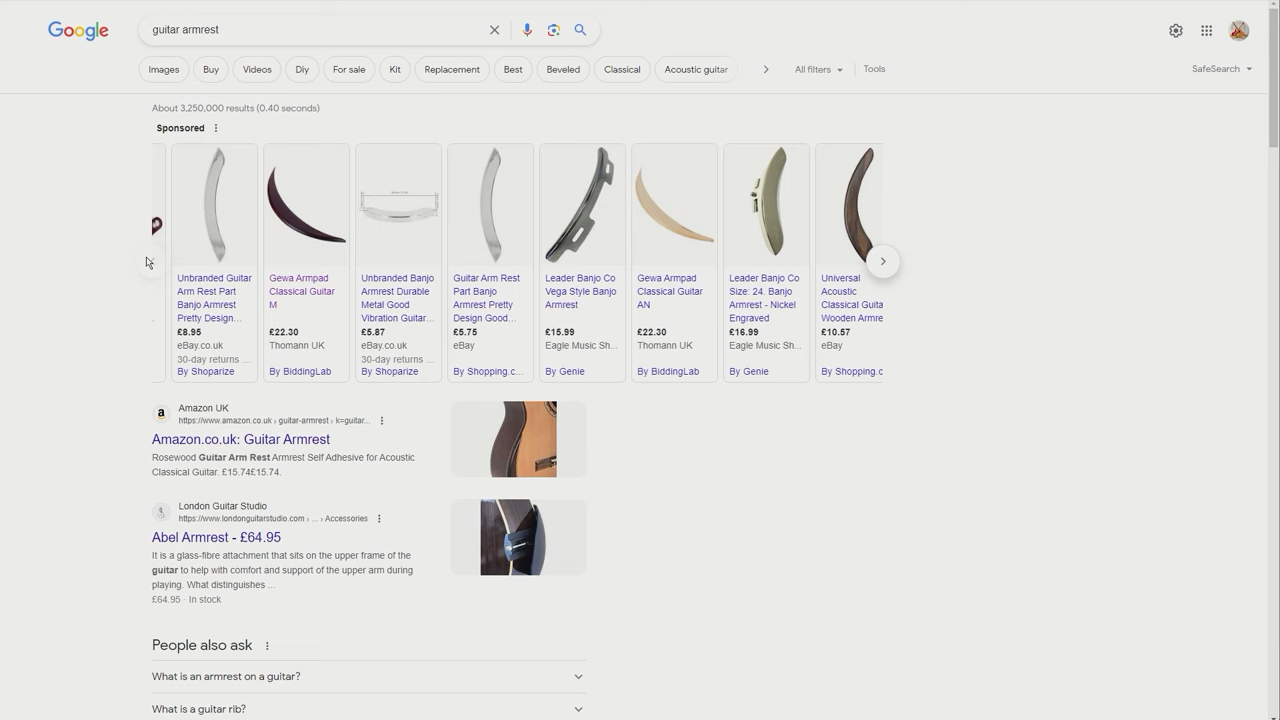 Google
guitar armrest
Images
Buy
Videos
Diy
For sale
Kit
Replacement
Best
Beveled
Classical
Acoustic guitar
All filters
Tools
SafeSearch
About 3,250,000 results (0.40 seconds)
Sponsored
Unbranded Guitar
Arm Rest Part
Banjo Armrest
Pretty Design...
£8.95
eBay.co.uk
30-day returns ...
By Shoparize
Gewa Armpad
Classical Guitar
M
£22.30
Thomann UK
By BiddingLab
Unbranded Banjo
Armrest Durable
Metal Good
Vibration Guitar...
£5.87
eBay.co.uk
30-day returns ...
By Shoparize
Guitar Arm Rest
Part Banjo
Armrest Pretty
Design Good...
£5.75
eBay
By Shopping.c...
Leader Banjo Co
Vega Style Banjo
Armrest
£15.99
Eagle Music Sh...
By Genie
Gewa Armpad
Classical Guitar
AN
£22.30
Thomann UK
By BiddingLab
Leader Banjo Co
Size: 24. Banjo
Armrest - Nickel
Engraved
£16.99
Eagle Music Sh...
By Genie
Universal
Acoustic
Classical Guita
Wooden Armre
£10.57
eBay
By Shopping.c
Amazon UK
https://www.amazon.co.uk › guitar-armrest › k=guitar...
Amazon.co.uk: Guitar Armrest
Rosewood Guitar Arm Rest Armrest Self Adhesive for Acoustic
Classical Guitar. £15.74£15.74.
London Guitar Studio
https://www.londonguitarstudio.com › ... › Accessories
Abel Armrest - £64.95
It is a glass-fibre attachment that sits on the upper frame of the
guitar to help with comfort and support of the upper arm during
playing. What distinguishes ...
£64.95 · In stock
People also ask
What is an armrest on a guitar?
What is a guitar rib?